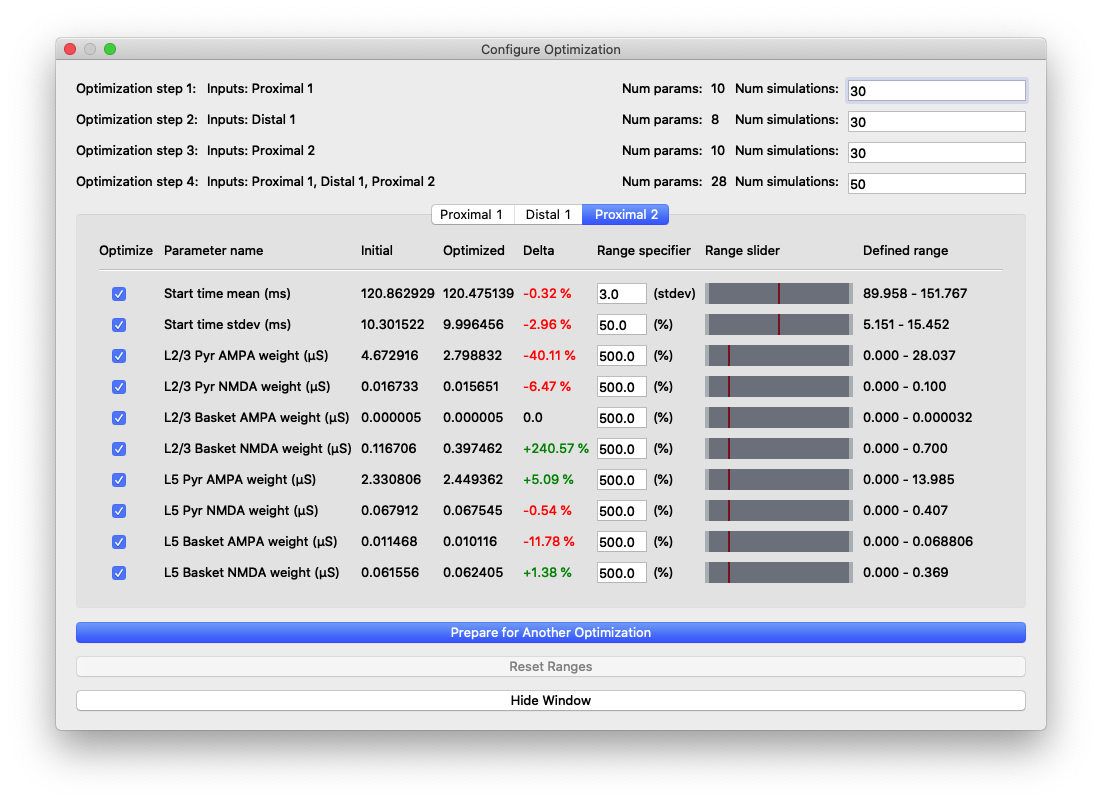 Configure Optimization
Optimization step 1: Inputs: Proximal 1 Num params: 10 Num simulations: 30
Optimization step 2: Inputs: Distal 1 Num params: 8 Num simulations: 30
Optimization step 3: Inputs: Proximal 2 Num params: 10 Num simulations: 30
Optimization step 4: Inputs: Proximal 1, Distal 1, Proximal 2 Num params: 28 Num simulations: 50
Proximal 1 Distal 1 Proximal 2
Optimize Parameter name Initial Optimized Delta Range specifier Range slider Defined range
Start time mean (ms) 120.862929 120.475139 -0.32 % 3.0 (stdev) 89.958 - 151.767
Start time stdev (ms) 10.301522 9.996456 -2.96 % 50.0 (%) 5.151 - 15.452
L2/3 Pyr AMPA weight (µS) 4.672916 2.798832 -40.11 % 500.0 (%) 0.000 - 28.037
L2/3 Pyr NMDA weight (µS) 0.016733 0.015651 -6.47 % 500.0 (%) 0.000 - 0.100
L2/3 Basket AMPA weight (µS) 0.000005 0.000005 0.0 500.0 (%) 0.000 - 0.000032
L2/3 Basket NMDA weight (µS) 0.116706 0.397462 +240.57 % 500.0 (%) 0.000 - 0.700
L5 Pyr AMPA weight (µS) 2.330806 2.449362 +5.09 % 500.0 (%) 0.000 - 13.985
L5 Pyr NMDA weight (µS) 0.067912 0.067545 -0.54 % 500.0 (%) 0.000 - 0.407
L5 Basket AMPA weight (µS) 0.011468 0.010116 -11.78 % 500.0 (%) 0.000 - 0.068806
L5 Basket NMDA weight (µS) 0.061556 0.062405 +1.38 % 500.0 (%) 0.000 - 0.369
Prepare for Another Optimization
Reset Ranges
Hide Window